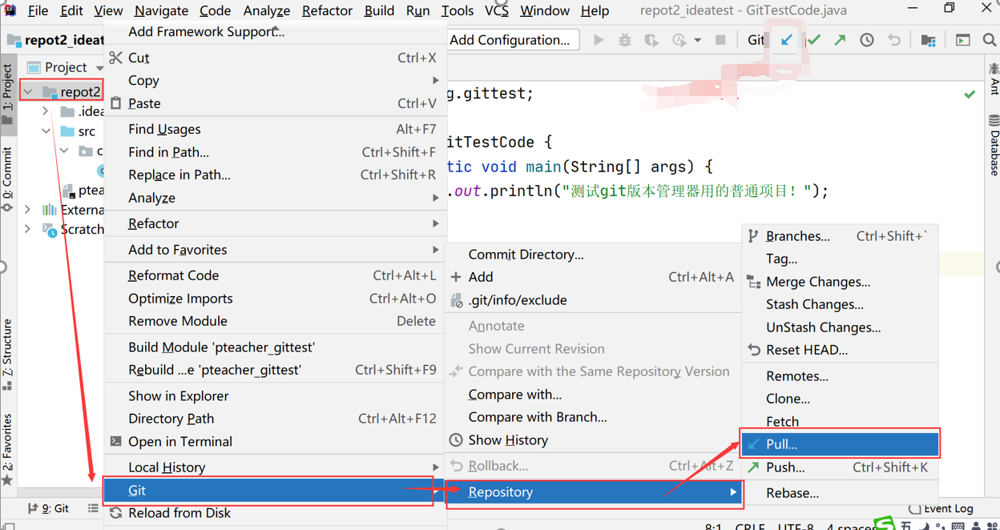 File Edit View Navigate Code Analyze Refactor Build Run Tools VCS Window Help repot2_ideatest - GitTestCode.java
repot2_ideat
Add Configuration...
Git
Project
repot2
.idea
src
c
ptea
Externa
Scratch
1: Project
0: Commit
7: Structure
2: Favorites
Add Framework Support...
Cut Ctrl+X
Copy
Paste Ctrl+V
Find Usages Alt+F7
Find in Path... Ctrl+Shift+F
Replace in Path... Ctrl+Shift+R
Analyze
Refactor
Add to Favorites
Reformat Code Ctrl+Alt+L
Optimize Imports Ctrl+Alt+O
Remove Module Delete
Build Module 'pteacher_gittest'
Rebuild ...e 'pteacher_gittest' Ctrl+Shift+F9
Show in Explorer
Directory Path Ctrl+Alt+F12
Open in Terminal
Local History
Git
Reload from Disk
g.gittest;
itTestCode {
tic void main(String[] args) {
.out.println("测试git版本管理器用的普通项目!");
Commit Directory...
Add Ctrl+Alt+A
.git/info/exclude
Annotate
Show Current Revision
Compare with the Same Repository Version
Compare with...
Compare with Branch...
Show History
Rollback... Ctrl+Alt+Z
Repository
Branches... Ctrl+Shift+`
Tag...
Merge Changes...
Stash Changes...
UnStash Changes...
Reset HEAD...
Remotes...
Clone...
Fetch
Pull...
Push... Ctrl+Shift+K
Rebase...
Ant
Database
9: Git
Event Log
8:1 CRLF UTF-8 4 spaces
五